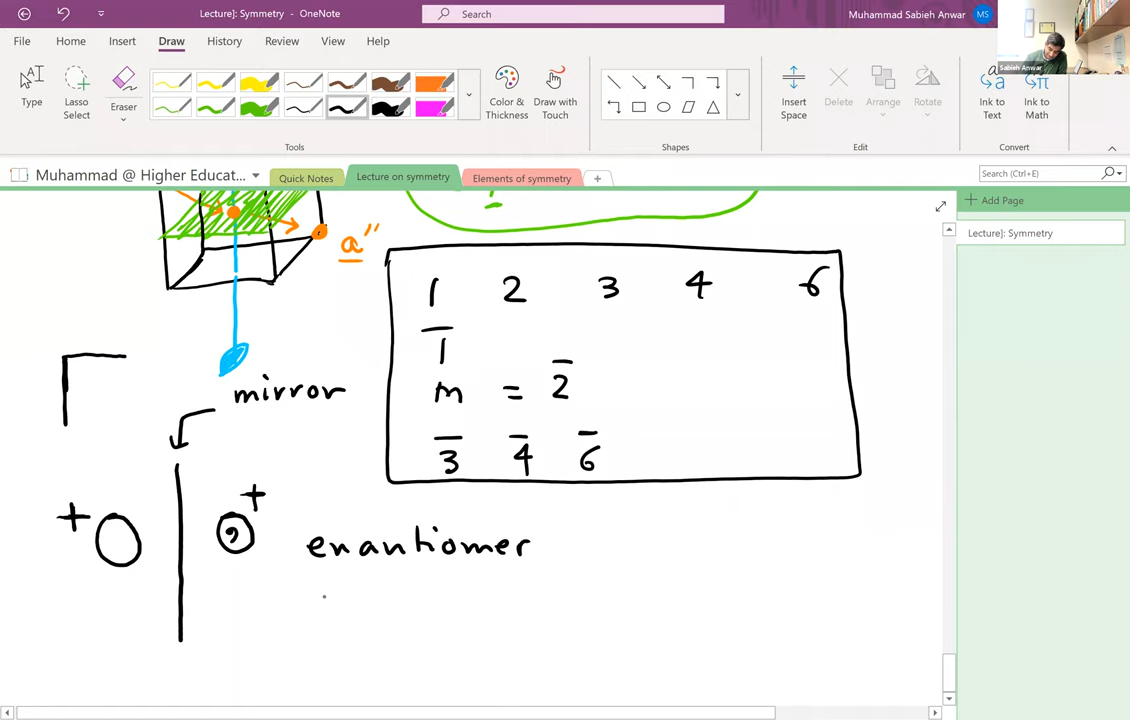 Lecture]: Symmetry - OneNote
Search
Muhammad Sabieh Anwar
MS
File Home Insert Draw History Review View Help
Sabieh Anwar
Type
Lasso Select
Eraser
Color & Thickness
Draw with Touch
Insert Space
Delete
Arrange
Rotate
Ink to Text
Ink to Math
Tools
Shapes
Edit
Convert
Muhammad @ Higher Educat...
Quick Notes
Lecture on symmetry
Elements of symmetry
+
Search (Ctrl+E)
Add Page
Lecture]: Symmetry
a″
1 2 3 4 6
1̅
m = 2̅
3̅ 4̅ 6̅
mirror
+ +
,
enantiomer